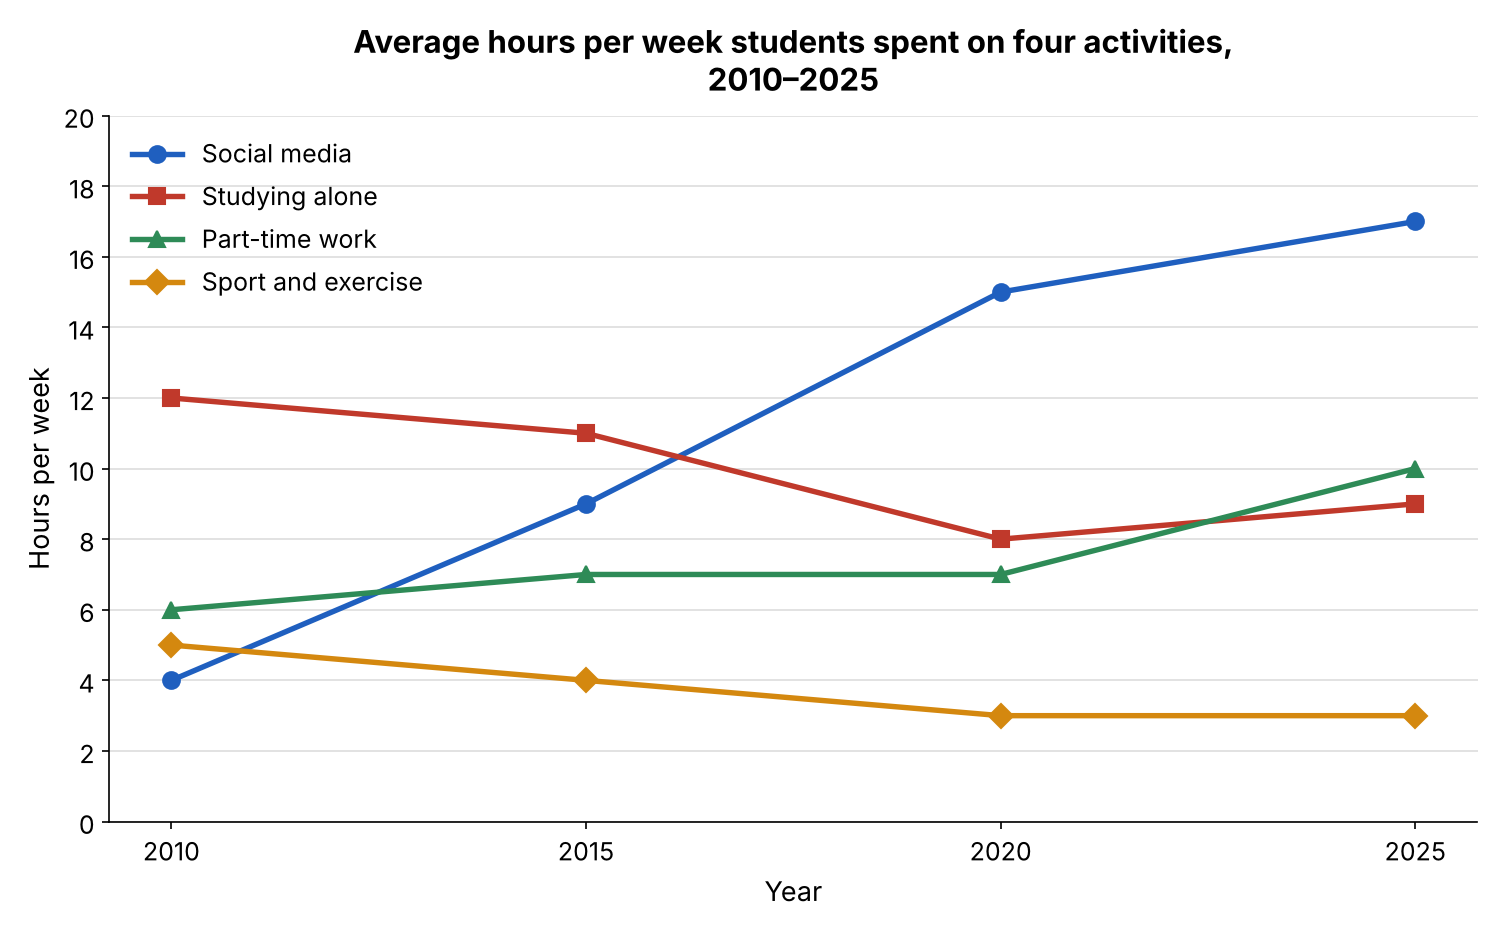 Average hours per week students spent on four activities,
2010–2025
20
18
16
14
12
10
8
6
4
2
0
Hours per week
Social media
Studying alone
Part-time work
Sport and exercise
2010
2015
2020
2025
Year